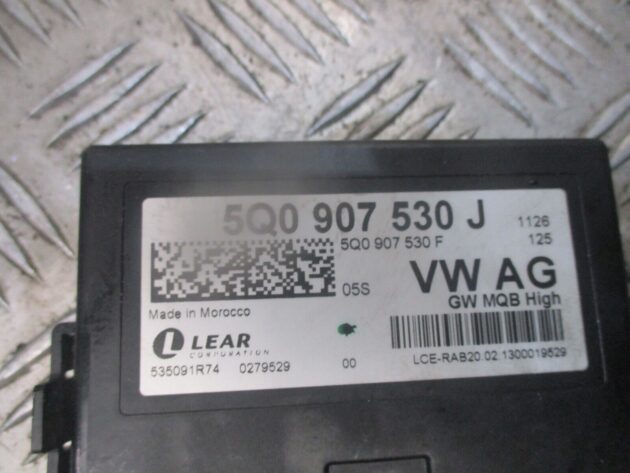 5Q0 907 530 J 1126
5Q0 907 530 F 125
05S VW AG
GW MQB High
Made in Morocco
LEAR
CORPORATION
535091R74 0279529 00 LCE-RAB20.02.1300019529